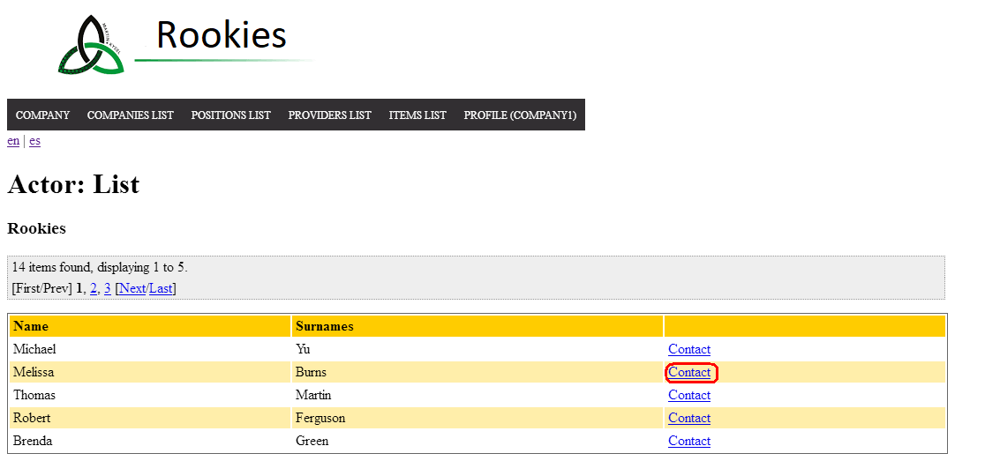 Rookies
COMPANY COMPANIES LIST POSITIONS LIST PROVIDERS LIST ITEMS LIST PROFILE (COMPANY1)
en | es
Actor: List
Rookies
14 items found, displaying 1 to 5.
[First/Prev] 1, 2, 3 [Next/Last]
Name Surnames
Michael Yu Contact
Melissa Burns Contact
Thomas Martin Contact
Robert Ferguson Contact
Brenda Green Contact